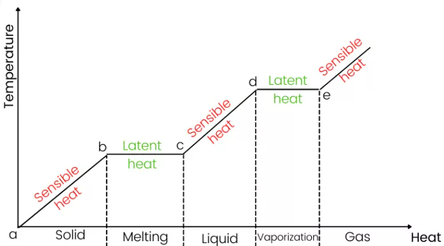 Temperature
Sensible
heat
d
Latent
heat
e
Sensible
heat
b
Latent
heat
c
Sensible
heat
a
Solid
Melting
Liquid
Vaporization
Gas
Heat